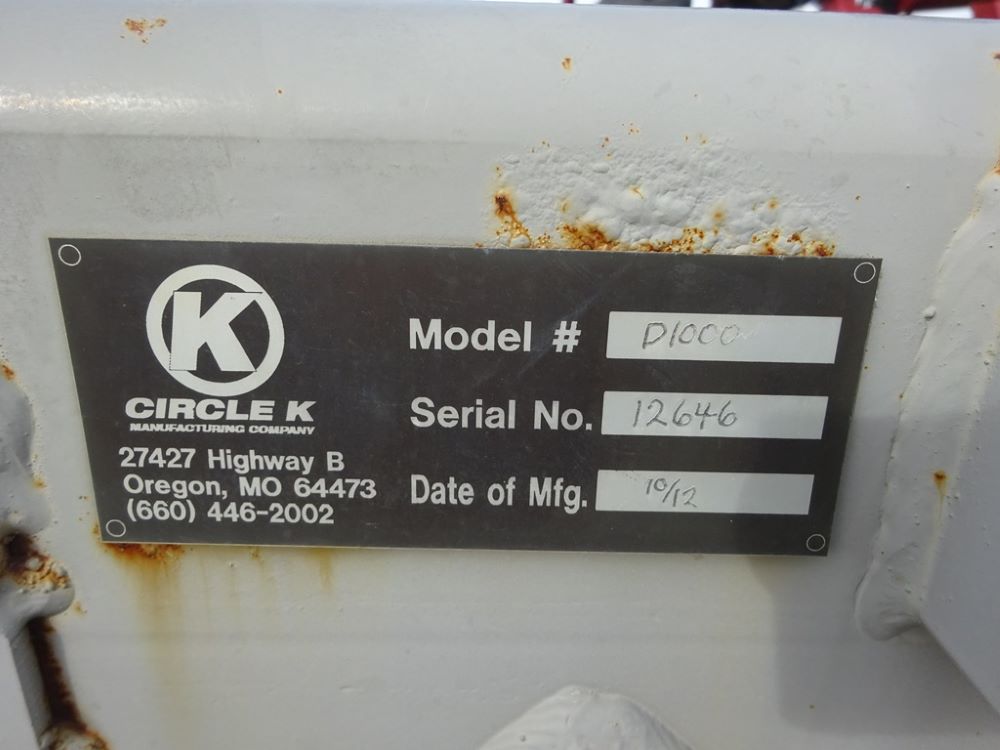 K
CIRCLE K
MANUFACTURING COMPANY
27427 Highway B
Oregon, MO 64473
(660) 446-2002
Model # D1000
Serial No. 12646
Date of Mfg. 10/12